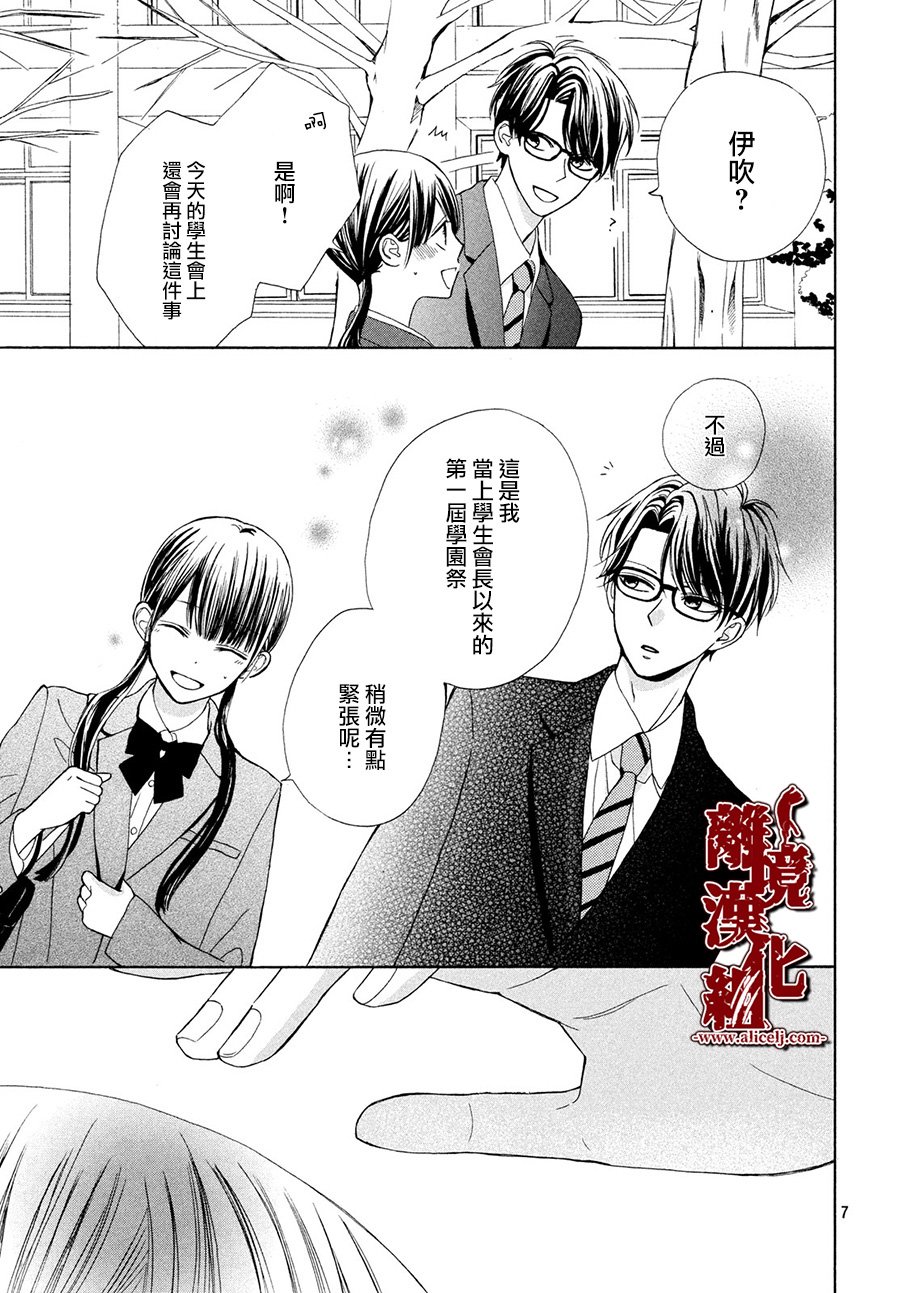 伊吹？
啊
是啊！
今天的學生會上
還會再討論這件事
不過
這是我
當上學生會長以來的
第一屆學園祭
稍微有點
緊張呢…
離境
漢化
組
-www.alicelj.com-
7